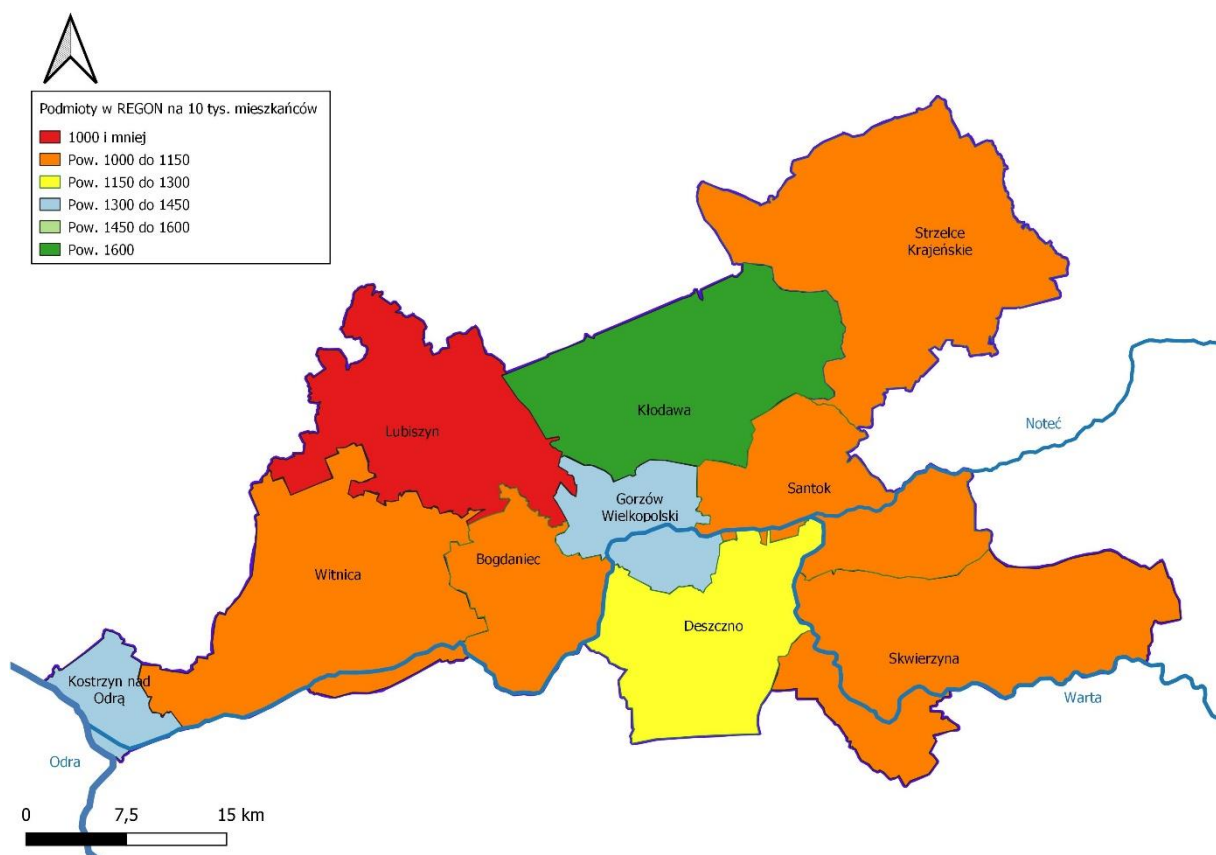 Podmioty w REGON na 10 tys. mieszkańców
1000 i mniej
Pow. 1000 do 1150
Pow. 1150 do 1300
Pow. 1300 do 1450
Pow. 1450 do 1600
Pow. 1600
Strzelce
Krajeńskie
Kłodawa
Lubiszyn
Noteć
Santok
Gorzów
Wielkopolski
Bogdaniec
Witnica
Deszczno
Skwierzyna
Kostrzyn nad
Odrą
Warta
Odra
0 7,5 15 km